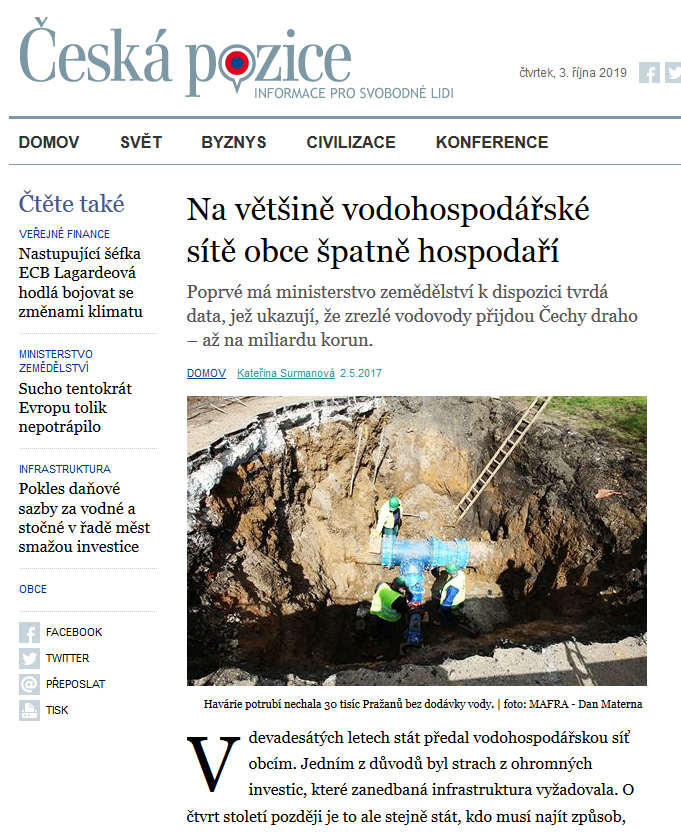 Česká pozice
INFORMACE PRO SVOBODNÉ LIDI
čtvrtek, 3. října 2019
DOMOV SVĚT BYZNYS CIVILIZACE KONFERENCE
Čtěte také
VEŘEJNÉ FINANCE
Nastupující šéfka
ECB Lagardeová
hodlá bojovat se
změnami klimatu
MINISTERSTVO
ZEMĚDĚLSTVÍ
Sucho tentokrát
Evropu tolik
nepotrápilo
INFRASTRUKTURA
Pokles daňové
sazby za vodné a
stočné v řadě měst
smažou investice
OBCE
FACEBOOK
TWITTER
PŘEPOSLAT
TISK
Na většině vodohospodářské
sítě obce špatně hospodaří
Poprvé má ministerstvo zemědělství k dispozici tvrdá
data, jež ukazují, že zrezlé vodovody přijdou Čechy draho
– až na miliardu korun.
DOMOV Kateřina Surmanová 2.5.2017
Havárie potrubí nechala 30 tisíc Pražanů bez dodávky vody. | foto: MAFRA - Dan Materna
V devadesátých letech stát předal vodohospodářskou síť
obcím. Jedním z důvodů byl strach z ohromných
investic, které zanedbaná infrastruktura vyžadovala. O
čtvrt století později je to ale stejně stát, kdo musí najít způsob,